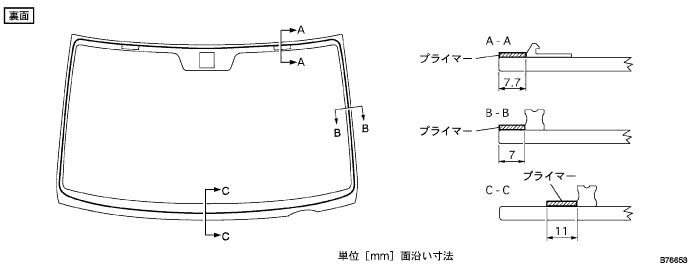 裏面
A
A
B
B
C
C
A - A
プライマー
7.7
B - B
プライマー
7
プライマー
C - C
11
単位［mm］面沿い寸法
B76653